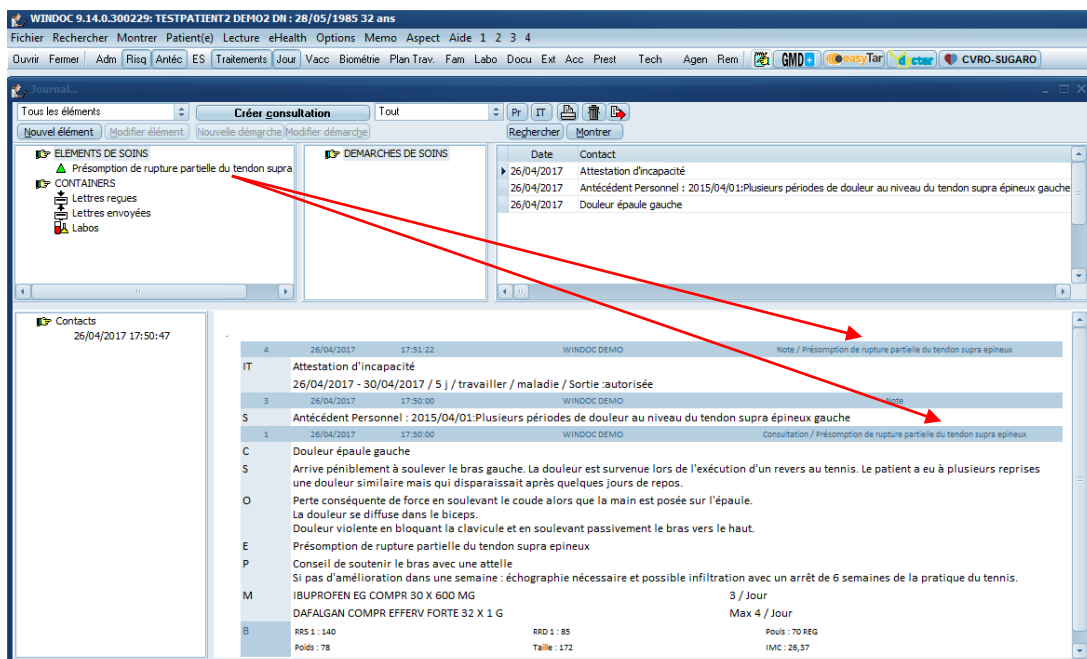 WINDOC 9.14.0.300229: TESTPATIENT2 DEMO2 DN : 28/05/1985 32 ans
Fichier Rechercher Montrer Patient(e) Lecture eHealth Options Memo Aspect Aide 1 2 3 4
Ouvrir Fermer Adm Risq Antéc ES Traitements Jour Vacc Biométrie Plan Trav. Fam Labo Docu Ext Acc Prest Tech Agen Rem GMD easyTar CVRO-SUGARO
Journal...
Tous les éléments Créer consultation Tout Pr IT
Nouvel élément Modifier élément Nouvelle démarche Modifier démarche Rechercher Montrer
ELEMENTS DE SOINS
Présomption de rupture partielle du tendon supra
CONTAINERS
Lettres reçues
Lettres envoyées
Labos
DEMARCHES DE SOINS
Date Contact
26/04/2017 Attestation d'incapacité
26/04/2017 Antécédent Personnel : 2015/04/01:Plusieurs périodes de douleur au niveau du tendon supra épineux gauche
26/04/2017 Douleur épaule gauche
Contacts
26/04/2017 17:50:47
4 26/04/2017 17:51:22 WINDOC DEMO Note / Présomption de rupture partielle du tendon supra epineux
IT Attestation d'incapacité
26/04/2017 - 30/04/2017 / 5 j / travailler / maladie / Sortie :autorisée
3 26/04/2017 17:50:00 WINDOC DEMO Note
S Antécédent Personnel : 2015/04/01:Plusieurs périodes de douleur au niveau du tendon supra épineux gauche
1 26/04/2017 17:50:00 WINDOC DEMO Consultation / Présomption de rupture partielle du tendon supra epineux
C Douleur épaule gauche
S Arrive péniblement à soulever le bras gauche. La douleur est survenue lors de l'exécution d'un revers au tennis. Le patient a eu à plusieurs reprises
une douleur similaire mais qui disparaissait après quelques jours de repos.
O Perte conséquente de force en soulevant le coude alors que la main est posée sur l'épaule.
La douleur se diffuse dans le biceps.
Douleur violente en bloquant la clavicule et en soulevant passivement le bras vers le haut.
E Présomption de rupture partielle du tendon supra epineux
P Conseil de soutenir le bras avec une attelle
Si pas d'amélioration dans une semaine : échographie nécessaire et possible infiltration avec un arrêt de 6 semaines de la pratique du tennis.
M IBUPROFEN EG COMPR 30 X 600 MG 3 / Jour
DAFALGAN COMPR EFFERV FORTE 32 X 1 G Max 4 / Jour
B RRS 1 : 140 RRD 1 : 85 Pouls : 70 REG
Poids : 78 Taille : 172 IMC : 26,37